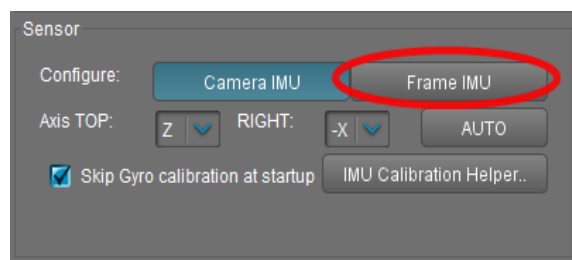 Sensor
Configure: Camera IMU Frame IMU
Axis TOP: Z RIGHT: -X AUTO
Skip Gyro calibration at startup IMU Calibration Helper..